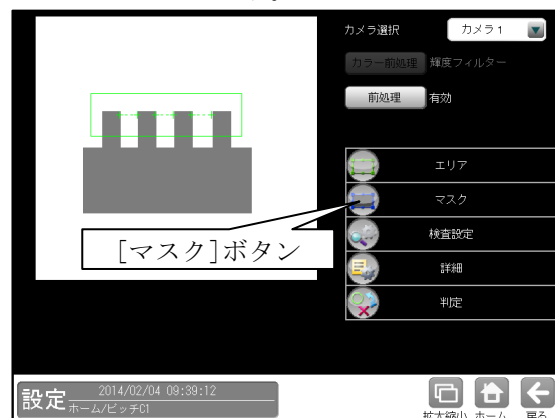 カメラ選択 カメラ1
カラー前処理 輝度フィルター
前処理 有効
エリア
マスク
検査設定
詳細
判定
[マスク]ボタン
設定 2014/02/04 09:39:12
ホーム/ピッチC1
拡大縮小 ホーム 戻る